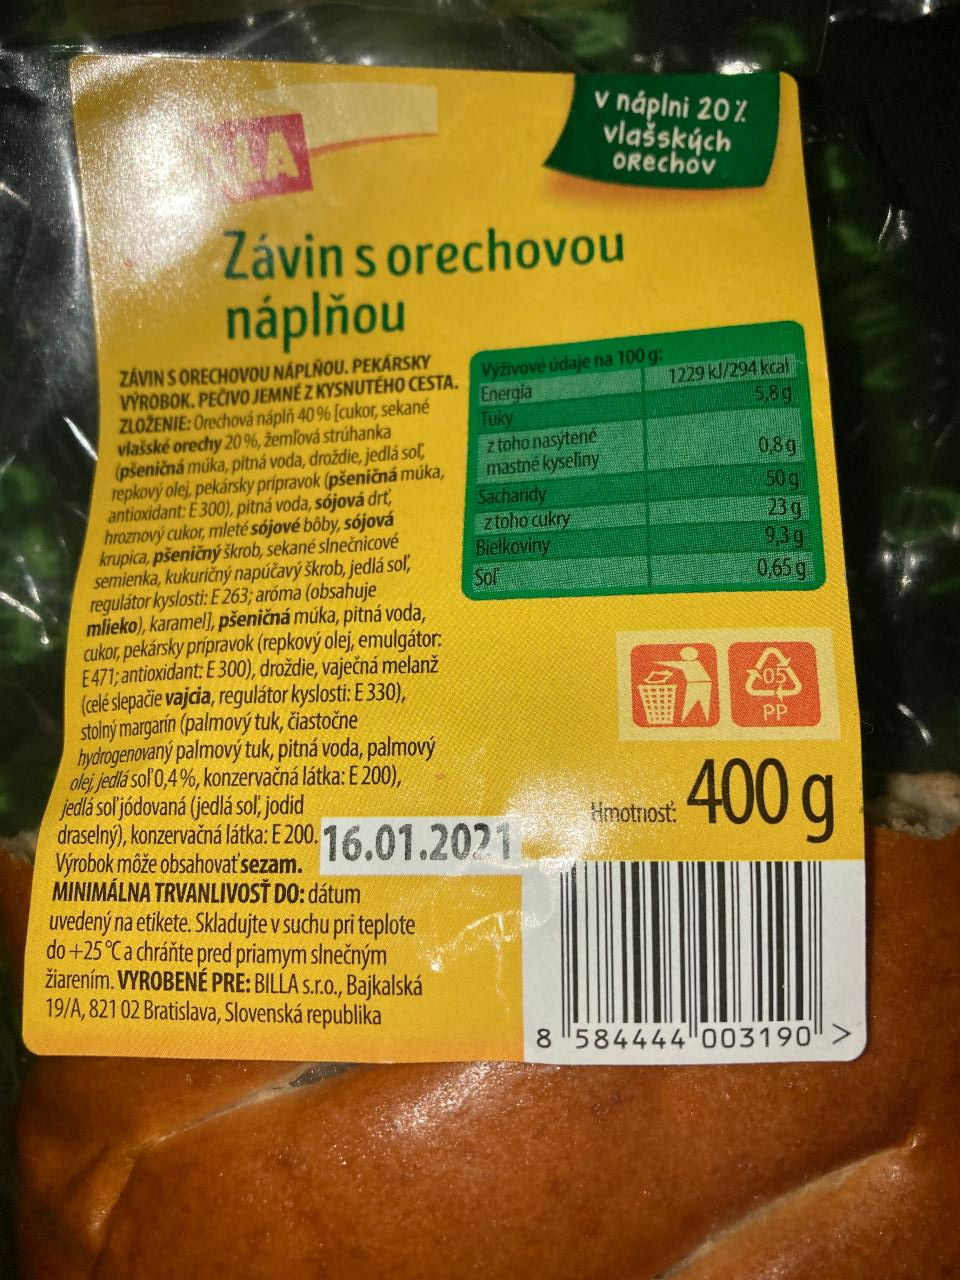 v náplni 20%
vlašských
orechov
Závin s orechovou
náplňou
ZÁVIN S ORECHOVOU NÁPLŇOU. PEKÁRSKY
VÝROBOK. PEČIVO JEMNÉ Z KYSNUTÉHO CESTA.
ZLOŽENIE: Orechová náplň 40% [cukor, sekané
vlašské orechy 20%, žemľová strúhanka
(pšeničná múka, pitná voda, droždie, jedlá soľ,
repkový olej, pekársky prípravok (pšeničná múka,
antioxidant: E 300), pitná voda, sójová drť,
hroznový cukor, mleté sójové bôby, sójová
krupica, pšeničný škrob, sekané slnečnicové
semienka, kukuričný napúčavý škrob, jedlá soľ,
regulátor kyslosti: E 263; aróma (obsahuje
mlieko), karamel], pšeničná múka, pitná voda,
cukor, pekársky prípravok (repkový olej, emulgátor:
E 471; antioxidant: E 300), droždie, vaječná melanž
(celé slepačie vajcia, regulátor kyslosti: E 330),
stolný margarín (palmový tuk, čiastočne
hydrogenovaný palmový tuk, pitná voda, palmový
olej, jedlá soľ 0,4%, konzervačná látka: E 200),
jedlá soľ jódovaná (jedlá soľ, jodid
draselný), konzervačná látka: E 200.
Výrobok môže obsahovať sezam.
16.01.2021
MINIMÁLNA TRVANLIVOSŤ DO: dátum
uvedený na etikete. Skladujte v suchu pri teplote
do +25 °C a chráňte pred priamym slnečným
žiarením. VYROBENÉ PRE: BILLA s.r.o., Bajkalská
19/A, 821 02 Bratislava, Slovenská republika
Výživové údaje na 100 g:
Energia 1229 kJ/294 kcal
Tuky 5,8 g
z toho nasýtené
mastné kyseliny 0,8 g
Sacharidy 50 g
z toho cukry 23 g
Bielkoviny 9,3 g
Soľ 0,65 g
05
PP
Hmotnosť: 400 g
8 584444 003190 >